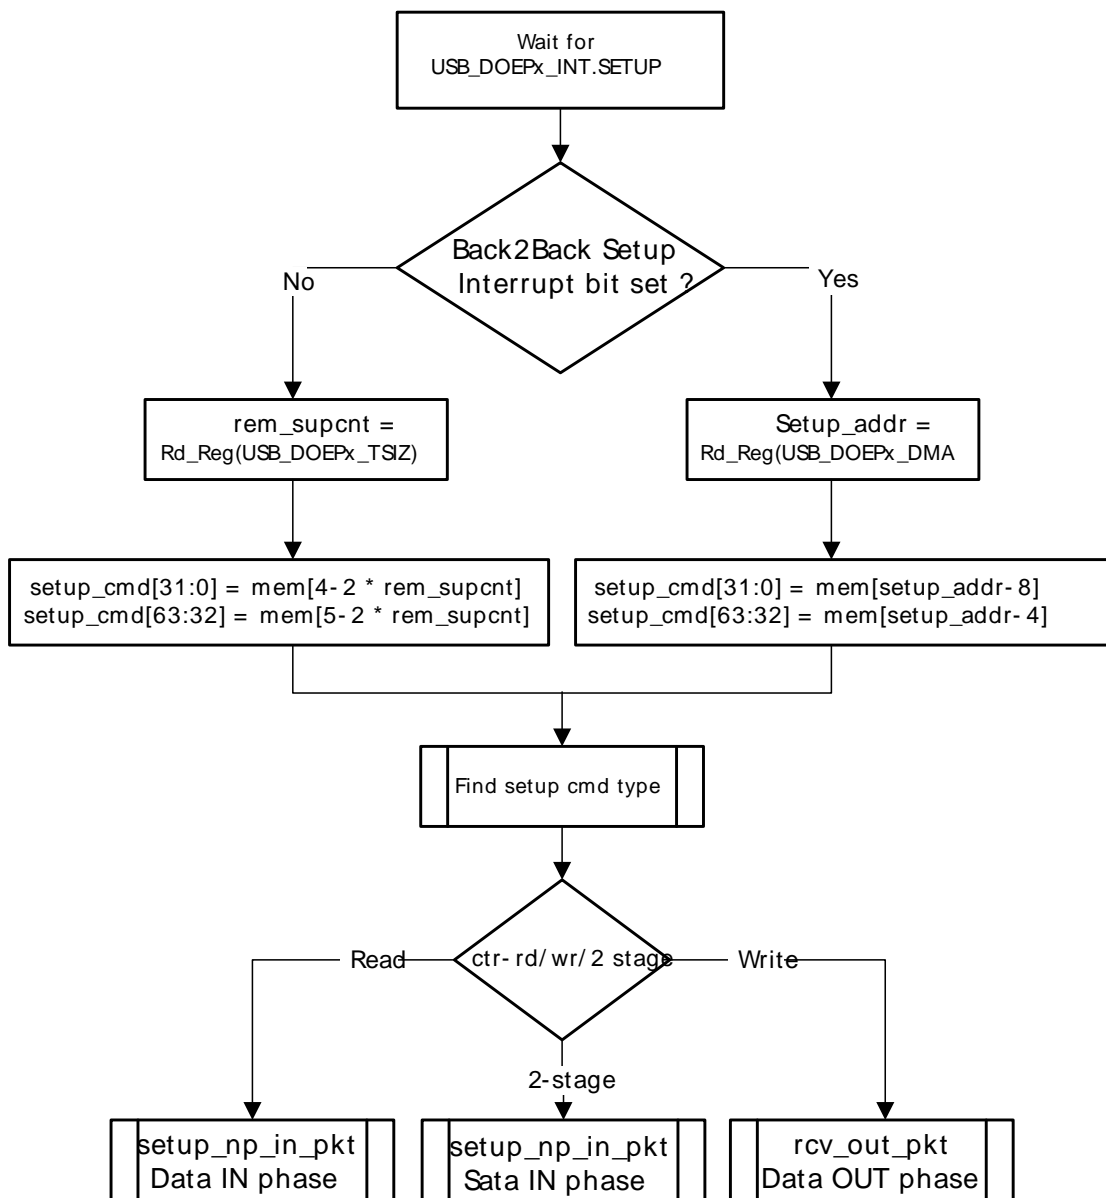 Wait for
USB_DOEPx_INT.SETUP
Back2Back Setup
Interrupt bit set ?
No
Yes
rem_supcnt =
Rd_Reg(USB_DOEPx_TSIZ)
Setup_addr =
Rd_Reg(USB_DOEPx_DMA
setup_cmd[31:0] = mem[4-2 * rem_supcnt]
setup_cmd[63:32] = mem[5-2 * rem_supcnt]
setup_cmd[31:0] = mem[setup_addr-8]
setup_cmd[63:32] = mem[setup_addr-4]
Find setup cmd type
Read
ctr-rd/wr/2 stage
Write
2-stage
setup_np_in_pkt
Data IN phase
setup_np_in_pkt
Sata IN phase
rcv_out_pkt
Data OUT phase